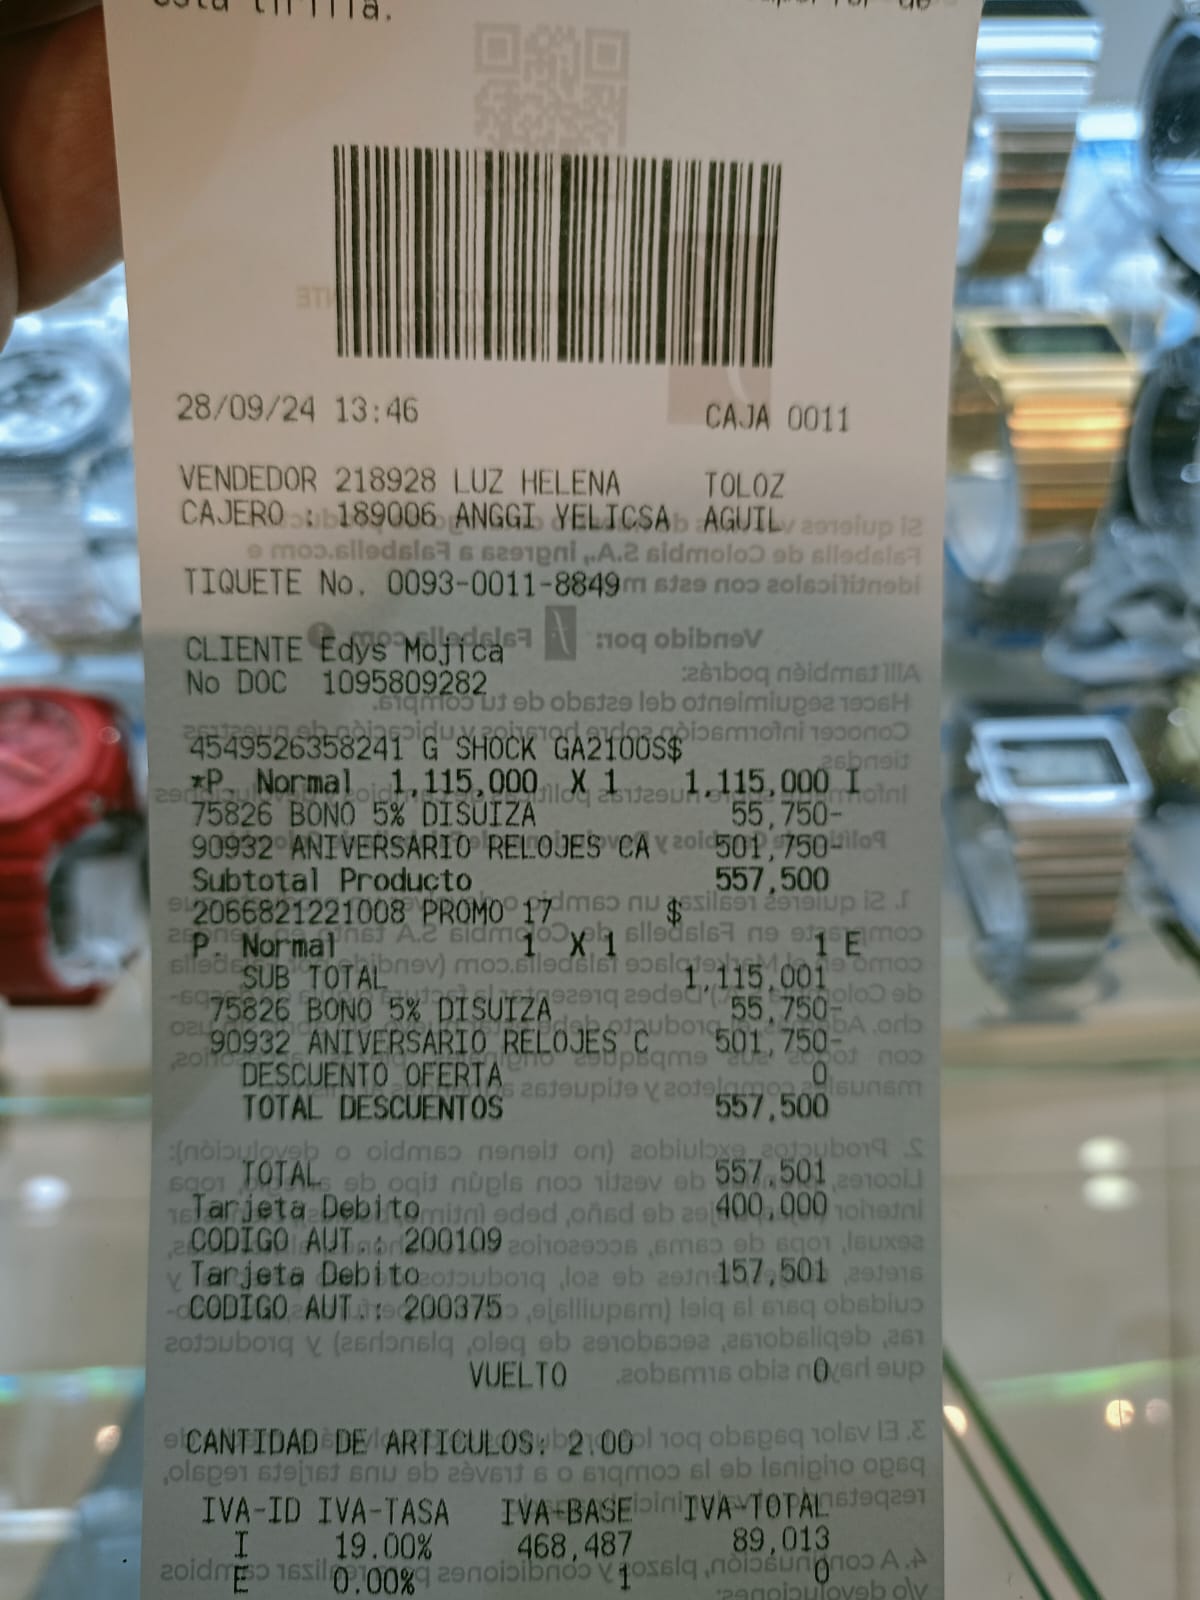 esta tirilla.
28/09/24 13:46 CAJA 0011
VENDEDOR 218928 LUZ HELENA TOLOZ
CAJERO : 189006 ANGGI YELICSA AGUIL
TIQUETE No. 0093-0011-8849
CLIENTE Edys Mojica
No DOC 1095809282
4549526358241 G SHOCK GA2100S$
*P. Normal 1,115,000 X 1 1,115,000 I
75826 BONO 5% DISUIZA 55,750-
90932 ANIVERSARIO RELOJES CA 501,750-
Subtotal Producto 557,500
2066821221008 PROMO 17 $
P. Normal 1 X 1 1 E
SUB TOTAL 1,115,001
75826 BONO 5% DISUIZA 55,750-
90932 ANIVERSARIO RELOJES C 501,750-
DESCUENTO OFERTA 0
TOTAL DESCUENTOS 557,500
TOTAL 557,501
Tarjeta Debito 400,000
CODIGO AUT.: 200109
Tarjeta Debito 157,501
CODIGO AUT.: 200375
VUELTO 0
CANTIDAD DE ARTICULOS: 2.00
IVA-ID IVA-TASA IVA-BASE IVA-TOTAL
I 19.00% 468,487 89,013
E 0.00% 1 0